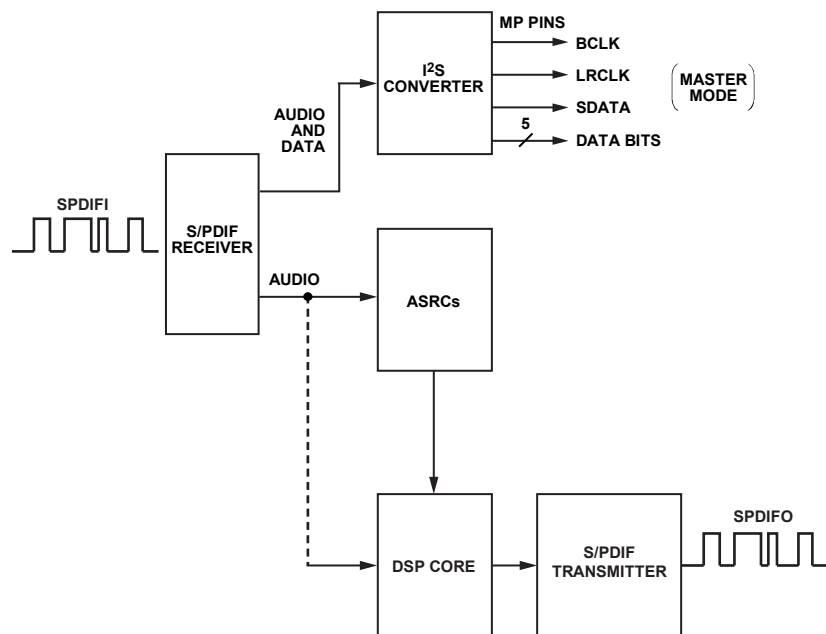 MP PINS
I²S
CONVERTER
BCLK
LRCLK
SDATA
5
DATA BITS
MASTER
MODE
AUDIO
AND
DATA
SPDIFI
S/PDIF
RECEIVER
AUDIO
ASRCs
DSP CORE
S/PDIF
TRANSMITTER
SPDIFO